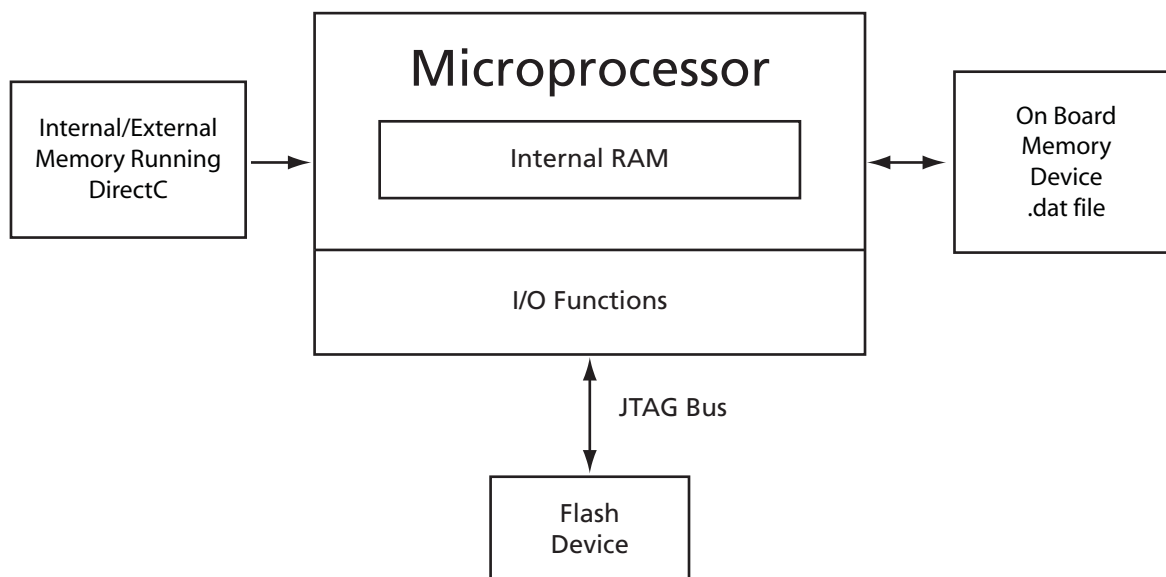 Microprocessor
Internal/External
Memory Running
DirectC
Internal RAM
On Board
Memory
Device
.dat file
I/O Functions
JTAG Bus
Flash
Device